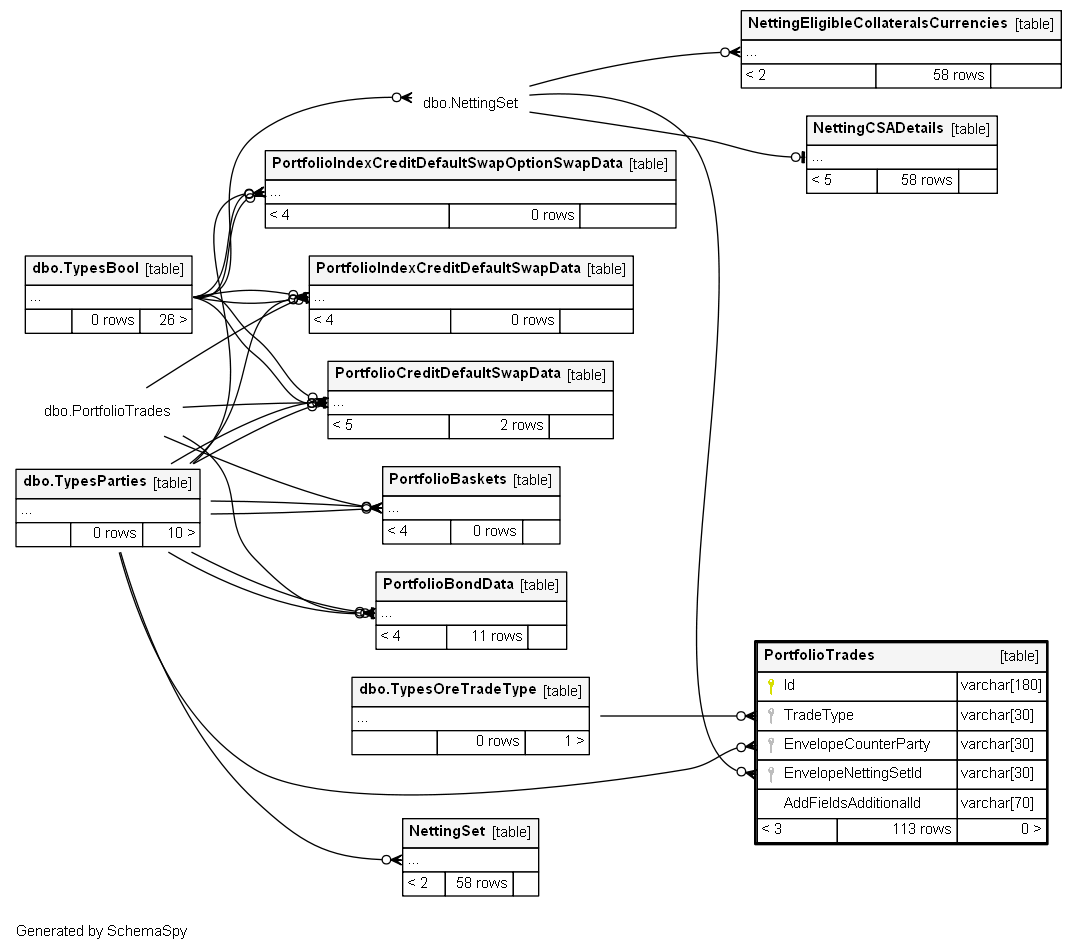 NettingEligibleCollateralsCurrencies [table]
...
< 2 58 rows
dbo.NettingSet
NettingCSADetails [table]
...
< 5 58 rows
PortfolioIndexCreditDefaultSwapOptionSwapData [table]
...
< 4 0 rows
dbo.TypesBool [table]
...
0 rows 26 >
PortfolioIndexCreditDefaultSwapData [table]
...
< 4 0 rows
PortfolioCreditDefaultSwapData [table]
...
< 5 2 rows
dbo.PortfolioTrades
dbo.TypesParties [table]
...
0 rows 10 >
PortfolioBaskets [table]
...
< 4 0 rows
PortfolioBondData [table]
...
< 4 11 rows
dbo.TypesOreTradeType [table]
...
0 rows 1 >
PortfolioTrades [table]
Id varchar[180]
TradeType varchar[30]
EnvelopeCounterParty varchar[30]
EnvelopeNettingSetId varchar[30]
AddFieldsAdditionalId varchar[70]
< 3 113 rows 0 >
NettingSet [table]
...
< 2 58 rows
Generated by SchemaSpy